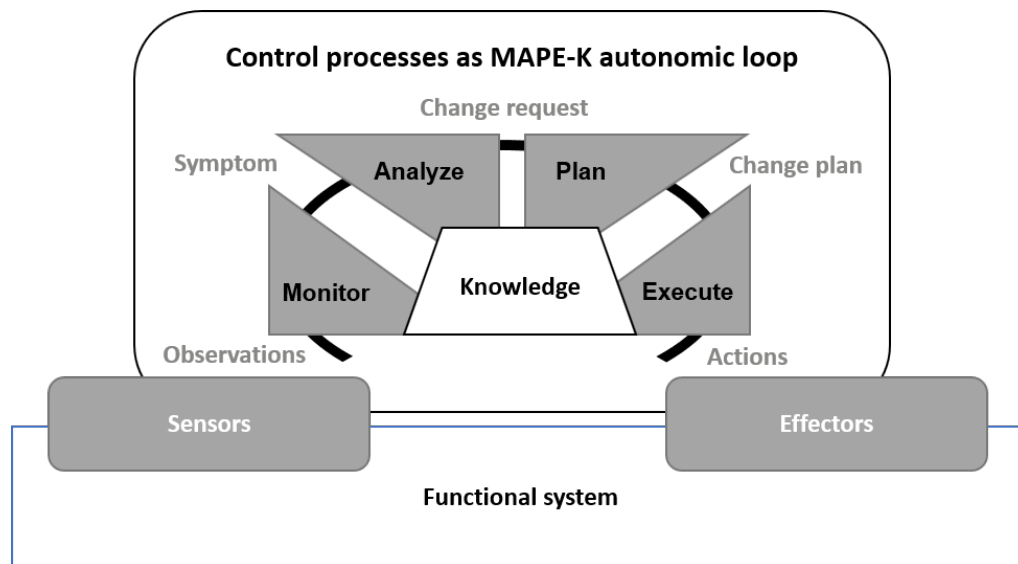 Control processes as MAPE-K autonomic loop
Change request
Symptom
Analyze
Plan
Change plan
Monitor
Knowledge
Execute
Observations
Actions
Sensors
Effectors
Functional system